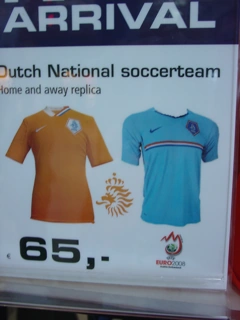 ARRIVAL
Dutch National soccerteam
Home and away replica
€ 65,-
EURO2008